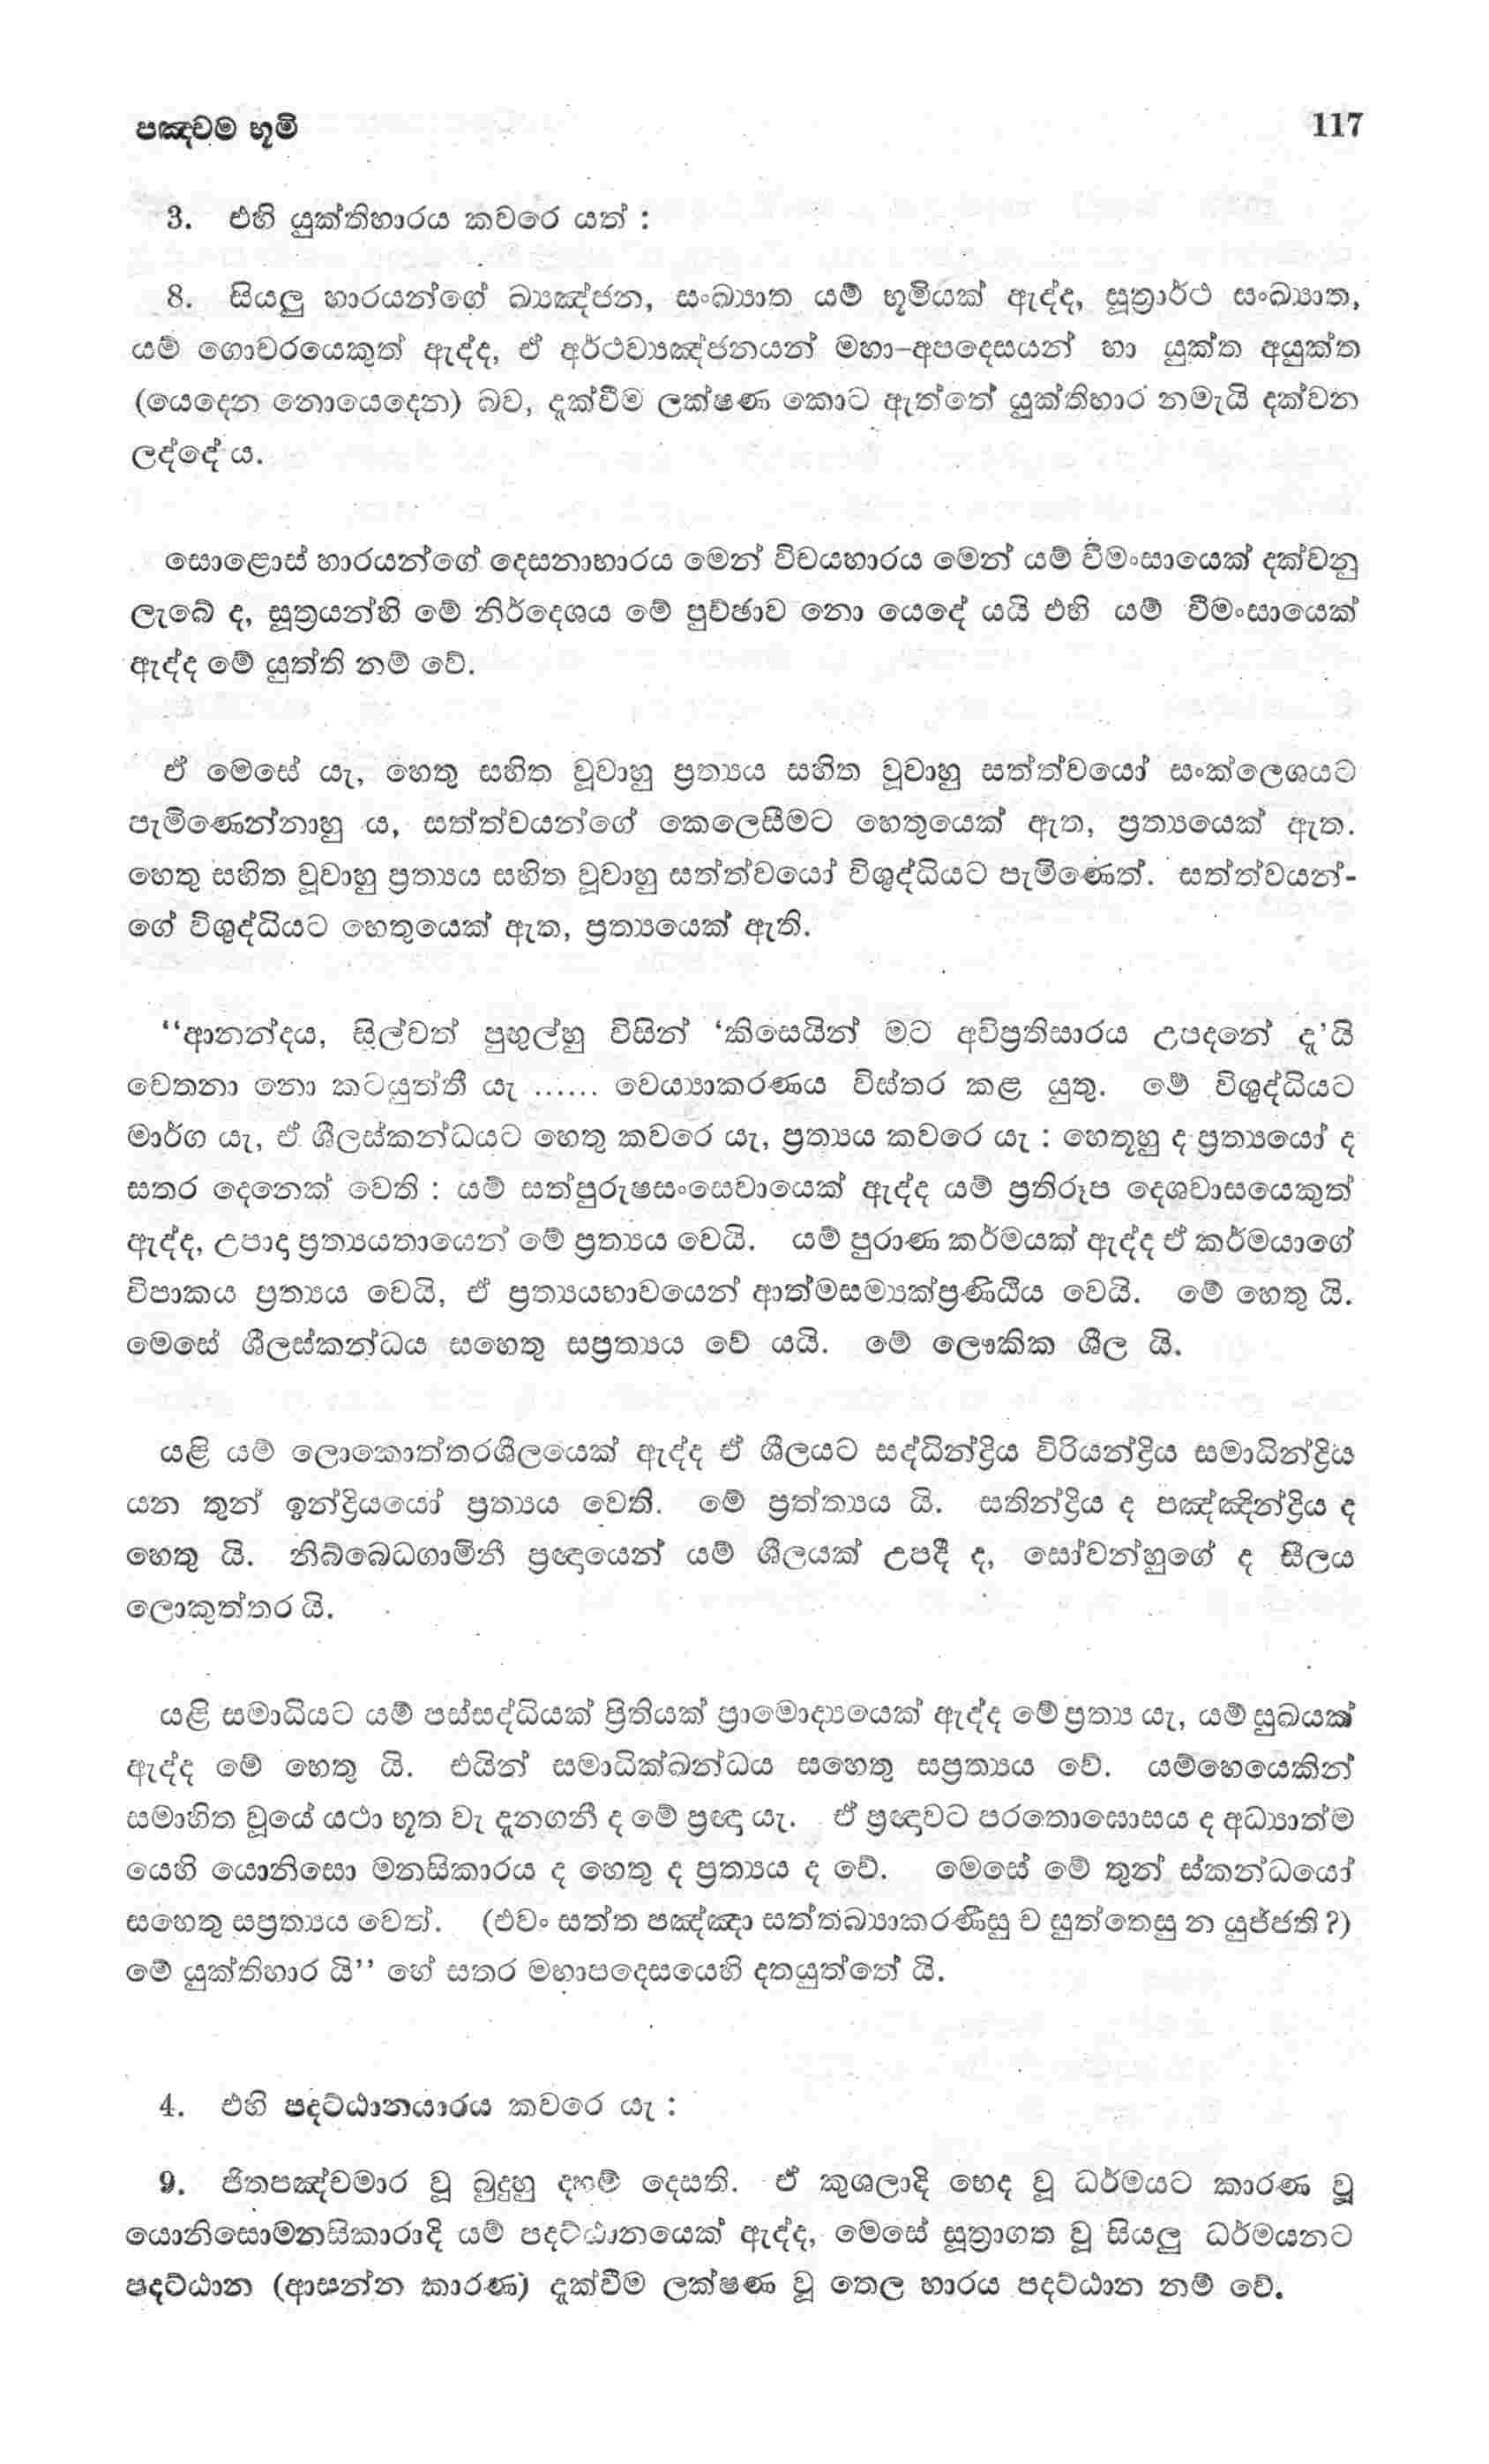 පඤ්චම භූමි 117
3. එහි යුක්තිහාරය කවරෙ යත් :
8. සියලු හාරයන්ගේ ඛ්‍යඤ්ජන, සංඛ්‍යාත යම් භූමියක් ඇද්ද, සූත්‍රාර්ථ සංඛ්‍යාත,
යම් ගොචරයෙකුත් ඇද්ද, ඒ අර්ථව්‍යඤ්ජනයන් මහා-අපදෙසයන් හා යුක්ත අයුක්ත
(යෙදෙන නොයෙදෙන) බව, දැක්වීම ලක්ෂණ කොට ඇත්තේ යුක්තිහාර නමැයි දක්වන
ලද්දේ ය.
සොළොස් හාරයන්ගේ දෙසනාහාරය මෙන් විචයහාරය මෙන් යම් වීමංසායෙක් දක්වනු
ලැබේ ද, සූත්‍රයන්හි මේ නිර්දෙශය මේ පුච්ඡාව නො යෙදේ යයි එහි යම් වීමංසායෙක්
ඇද්ද මේ යුත්ති නම් වේ.
ඒ මෙසේ යැ, හෙතු සහිත වූවාහු ප්‍රත්‍යය සහිත වූවාහු සත්ත්වයෝ සංක්ලෙශයට
පැමිණෙන්නාහු ය, සත්ත්වයන්ගේ කෙලෙසීමට හෙතුයෙක් ඇත, ප්‍රත්‍යයෙක් ඇත.
හෙතු සහිත වූවාහු ප්‍රත්‍යය සහිත වූවාහු සත්ත්වයෝ විශුද්ධියට පැමිණෙත්. සත්ත්වයන්-
ගේ විශුද්ධියට හෙතුයෙක් ඇත, ප්‍රත්‍යයෙක් ඇති.
“ආනන්දය, සිල්වත් පුඟුල්හු විසින් ‘කිසෙයින් මට අවිප්‍රතිසාරය උපදනේ දැ’යි
චෙතනා නො කටයුත්තී යැ ...... වෙය්‍යාකරණය විස්තර කළ යුතු. මේ විශුද්ධියට
මාර්ග යැ, ඒ ශීලස්කන්ධයට හෙතු කවරෙ යැ, ප්‍රත්‍යය කවරෙ යැ : හෙතූහු ද ප්‍රත්‍යයෝ ද
සතර දෙනෙක් වෙති : යම් සත්පුරුෂසංසෙවායෙක් ඇද්ද යම් ප්‍රතිරූප දෙශවාසයෙකුත්
ඇද්ද, උපාදා ප්‍රත්‍යයතායෙන් මේ ප්‍රත්‍යය වෙයි. යම් පුරාණ කර්මයක් ඇද්ද ඒ කර්මයාගේ
විපාකය ප්‍රත්‍යය වෙයි, ඒ ප්‍රත්‍යයභාවයෙන් ආත්මසම්‍යක්ප්‍රණිධීය වෙයි. මේ හෙතු යි.
මෙසේ ශීලස්කන්ධය සහෙතු සප්‍රත්‍යය වේ යයි. මේ ලෞකික ශීල යි.
යළි යම් ලොකොත්තරශීලයෙක් ඇද්ද ඒ ශීලයට සද්ධින්ද්‍රිය විරියන්ද්‍රිය සමාධින්ද්‍රිය
යන තුන් ඉන්ද්‍රියයෝ ප්‍රත්‍යය වෙති. මේ ප්‍රත්ත්‍යය යි. සතින්ද්‍රිය ද පඤ්ඤින්ද්‍රිය ද
හෙතු යි. නිබ්බෙධගාමිනී ප්‍රඥායෙන් යම් ශීලයක් උපදී ද, සෝවන්හුගේ ද සීලය
ලොකුත්තර යි.
යළි සමාධියට යම් පස්සද්ධියක් ප්‍රිතියක් ප්‍රාමොද්‍යයෙක් ඇද්ද මේ ප්‍රත්‍ය යැ, යම් සුඛයක්
ඇද්ද මේ හෙතු යි. එයින් සමාධික්ඛන්ධය සහෙතු සප්‍රත්‍යය වේ. යම්හෙයෙකින්
සමාහිත වූයේ යථා භූත වැ දැනගනී ද මේ ප්‍රඥා යැ. ඒ ප්‍රඥාවට පරතොඝොසය ද අධ්‍යාත්ම
යෙහි යොනිසො මනසිකාරය ද හෙතු ද ප්‍රත්‍යය ද වේ. මෙසේ මේ තුන් ස්කන්ධයෝ
සහෙතු සප්‍රත්‍යය වෙත්. (එවං සත්ත පඤ්ඤා සත්තබ්‍යාකරණීසු ච සුත්තෙසු න යුජ්ජති ?)
මේ යුක්තිහාර යි” හේ සතර මහාපදෙසයෙහි දතයුත්තේ යි.
4. එහි පදට්ඨානයාරය කවරෙ යැ :
9. ජිතපඤ්චමාර වූ බුදුහු දහම් දෙසති. ඒ කුශලාදි භෙද වූ ධර්මයට කාරණ වූ
යොනිසොමනසිකාරාදි යම් පදට්ඨානයෙක් ඇද්ද, මෙසේ සූත්‍රාගත වූ සියලු ධර්මයනට
පදට්ඨාන (ආසන්න කාරණ) දැක්වීම ලක්ෂණ වූ තෙල හාරය පදට්ඨාන නම් වේ.